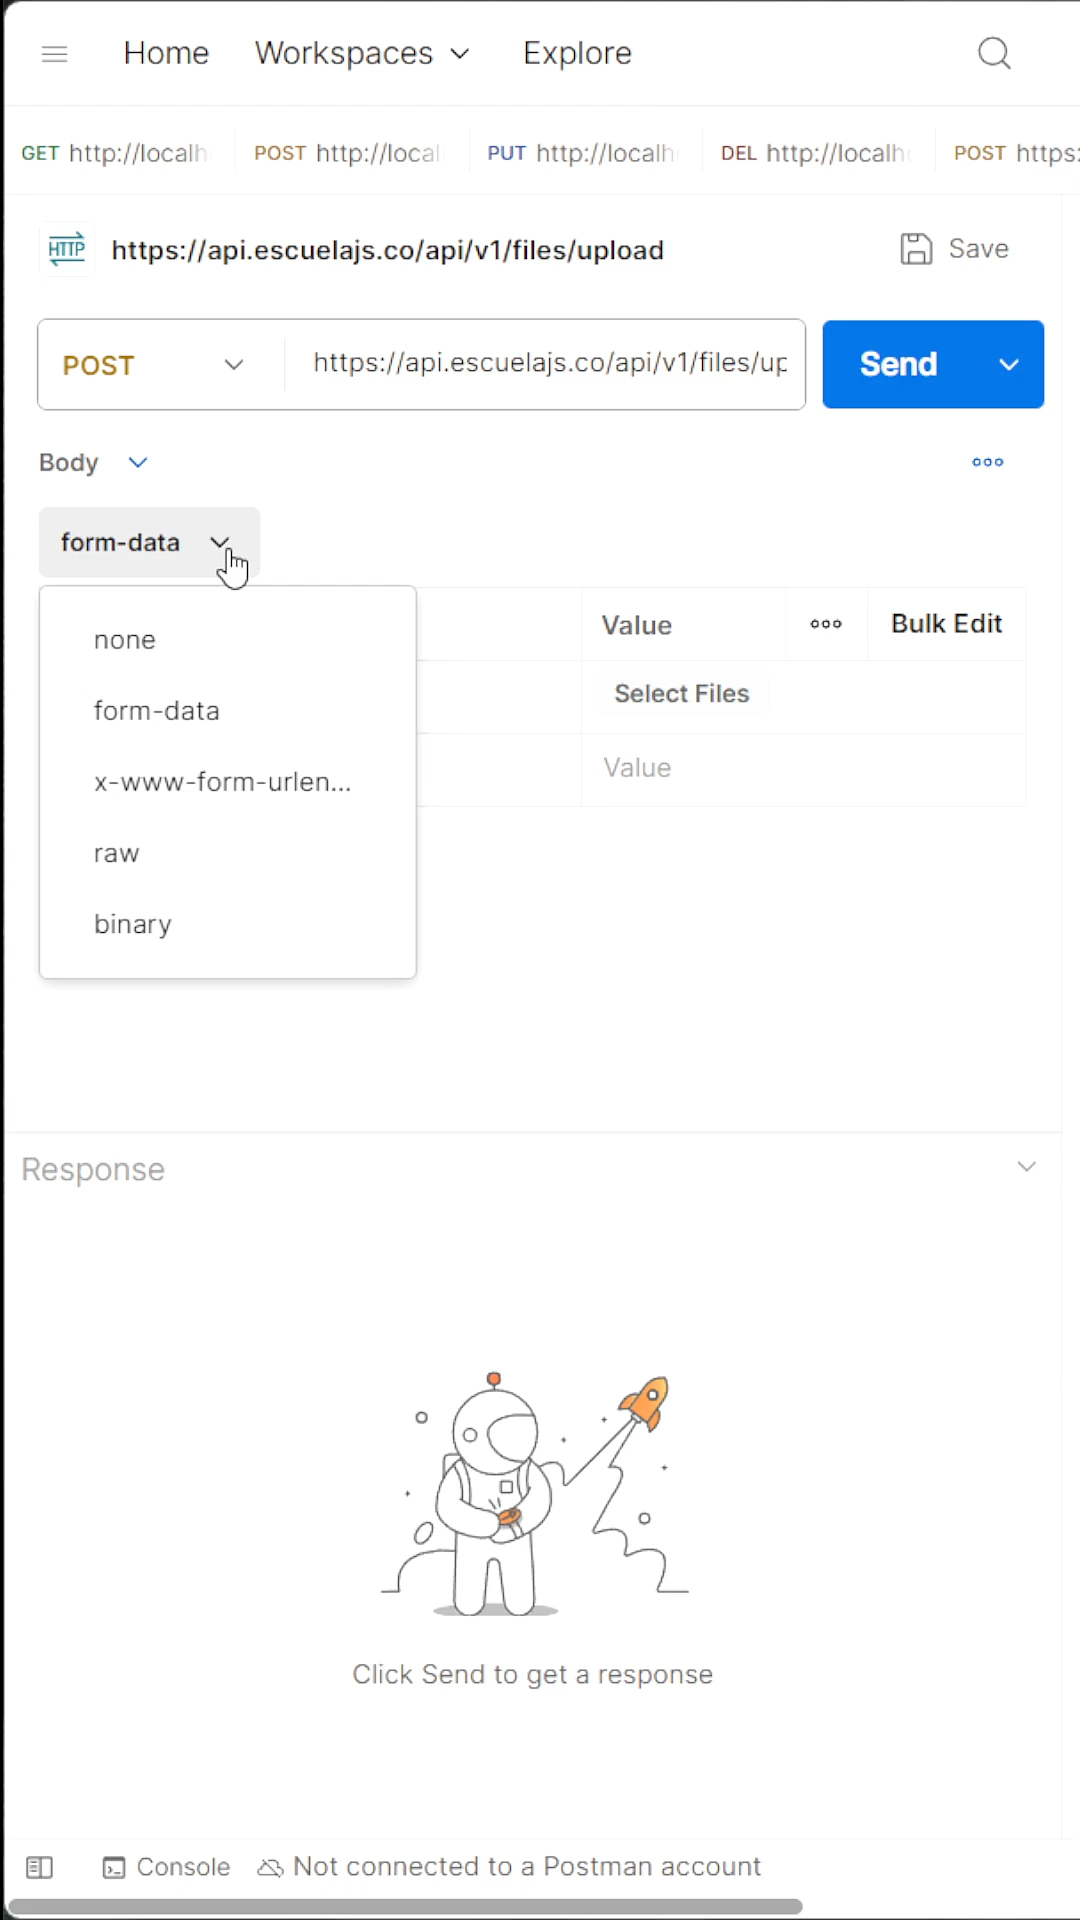 Home Workspaces Explore
GET http://localh POST http://local PUT http://localh DEL http://localh POST https:
HTTP https://api.escuelajs.co/api/v1/files/upload Save
POST https://api.escuelajs.co/api/v1/files/up Send
Body
form-data
Value Bulk Edit
none
Select Files
form-data
Value
x-www-form-urlen...
raw
binary
Response
Click Send to get a response
Console Not connected to a Postman account